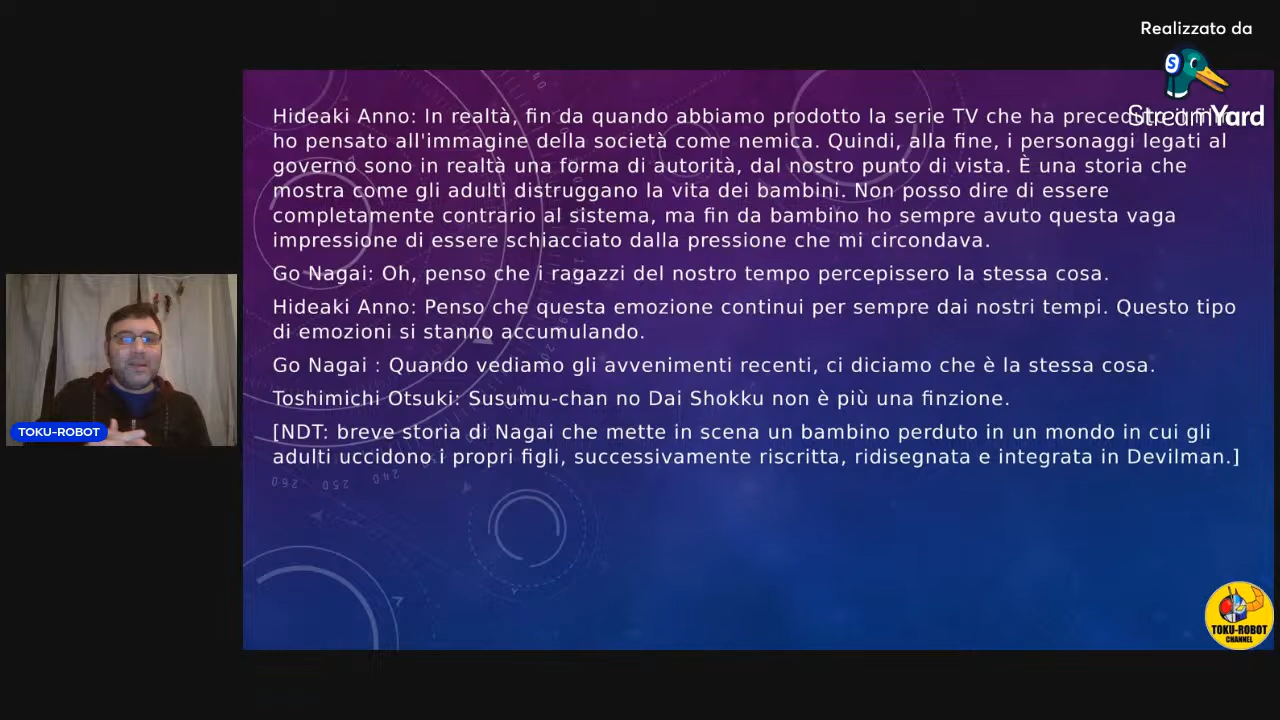 Realizzato da
StreamYard
Hideaki Anno: In realtà, fin da quando abbiamo prodotto la serie TV che ha preceduto il film,
ho pensato all'immagine della società come nemica. Quindi, alla fine, i personaggi legati al
governo sono in realtà una forma di autorità, dal nostro punto di vista. È una storia che
mostra come gli adulti distruggano la vita dei bambini. Non posso dire di essere
completamente contrario al sistema, ma fin da bambino ho sempre avuto questa vaga
impressione di essere schiacciato dalla pressione che mi circondava.
Go Nagai: Oh, penso che i ragazzi del nostro tempo percepissero la stessa cosa.
Hideaki Anno: Penso che questa emozione continui per sempre dai nostri tempi. Questo tipo
di emozioni si stanno accumulando.
Go Nagai : Quando vediamo gli avvenimenti recenti, ci diciamo che è la stessa cosa.
Toshimichi Otsuki: Susumu-chan no Dai Shokku non è più una finzione.
[NDT: breve storia di Nagai che mette in scena un bambino perduto in un mondo in cui gli
adulti uccidono i propri figli, successivamente riscritta, ridisegnata e integrata in Devilman.]
TOKU-ROBOT
260 250 240
TOKU-ROBOT
CHANNEL